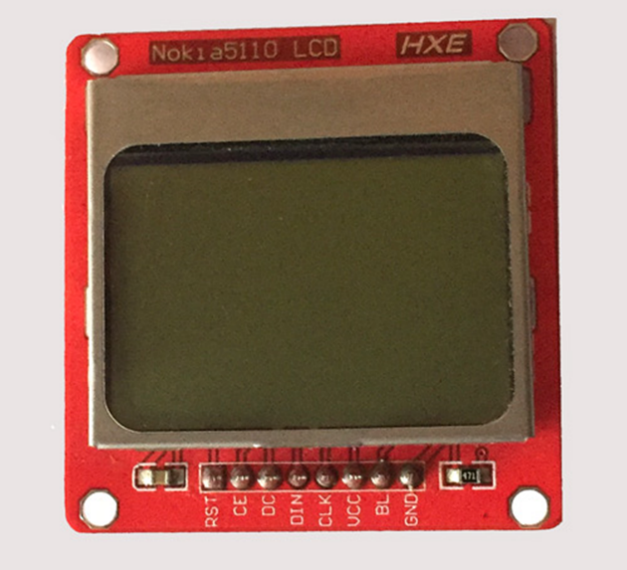 Nokia5110 LCD HXE
471
RST
CE
DC
DIN
CLK
VCC
BL
GND